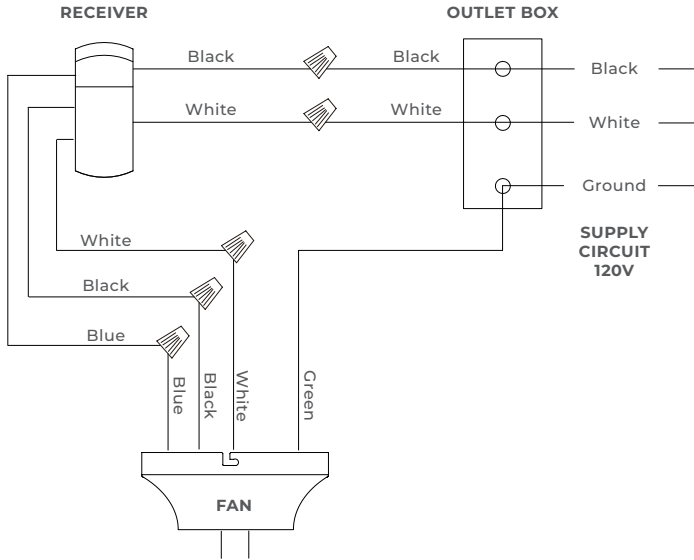 RECEIVER
OUTLET BOX
Black
Black
Black
White
White
White
Ground
SUPPLY
CIRCUIT
120V
White
Black
Blue
Blue
Black
White
Green
FAN